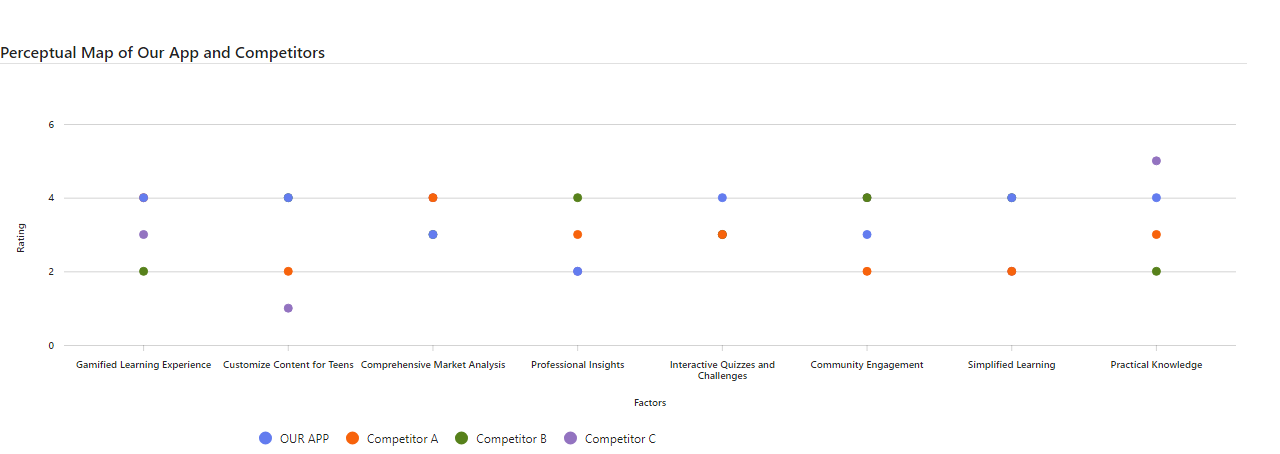 Perceptual Map of Our App and Competitors
6
4
2
0
Rating
Gamified Learning Experience
Customize Content for Teens
Comprehensive Market Analysis
Professional Insights
Interactive Quizzes and
Challenges
Community Engagement
Simplified Learning
Practical Knowledge
Factors
OUR APP
Competitor A
Competitor B
Competitor C